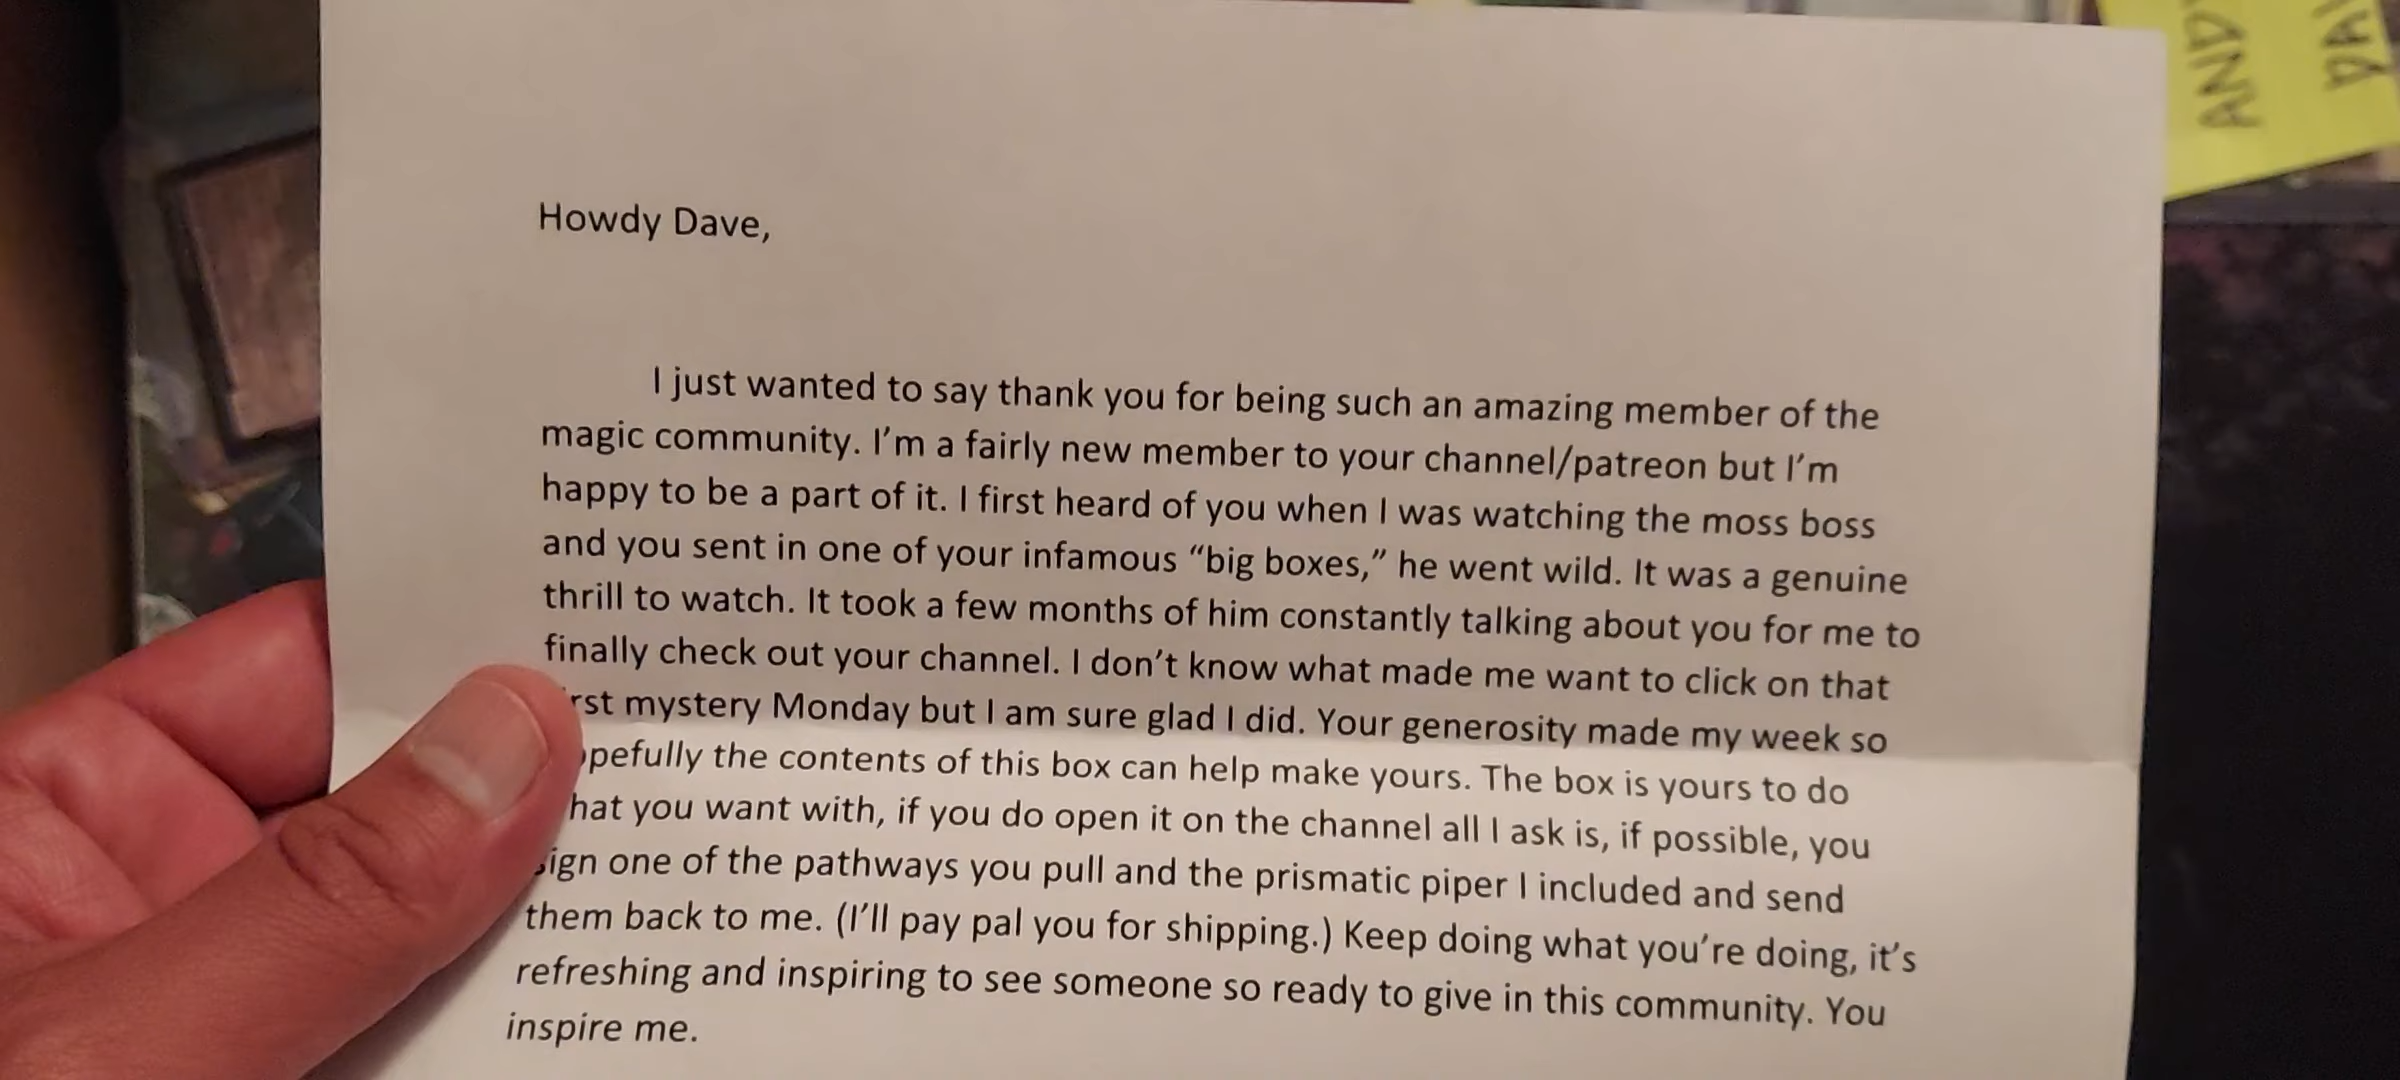 AND
Howdy Dave,
I just wanted to say thank you for being such an amazing member of the
magic community. I'm a fairly new member to your channel/patreon but I'm
happy to be a part of it. I first heard of you when I was watching the moss boss
and you sent in one of your infamous “big boxes,” he went wild. It was a genuine
thrill to watch. It took a few months of him constantly talking about you for me to
finally check out your channel. I don't know what made me want to click on that
rst mystery Monday but I am sure glad I did. Your generosity made my week so
pefully the contents of this box can help make yours. The box is yours to do
hat you want with, if you do open it on the channel all I ask is, if possible, you
ign one of the pathways you pull and the prismatic piper I included and send
them back to me. (I'll pay pal you for shipping.) Keep doing what you're doing, it's
refreshing and inspiring to see someone so ready to give in this community. You
inspire me.